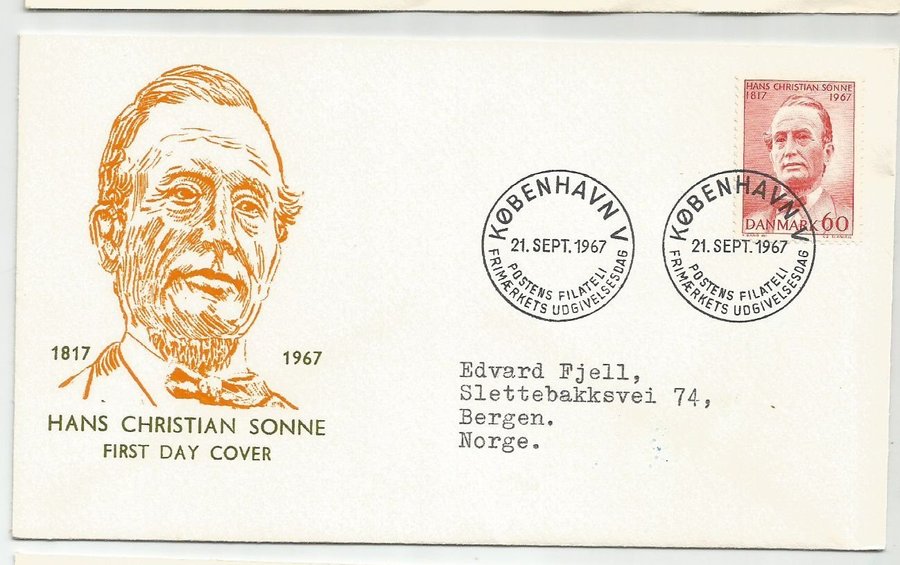 1817 1967
HANS CHRISTIAN SONNE
FIRST DAY COVER
KØBENHAVN V
21. SEPT. 1967
POSTENS FILATELI
FRIMÆRKETS UDGIVELSESDAG
KØBENHAVN V
21. SEPT. 1967
POSTENS FILATELI
FRIMÆRKETS UDGIVELSESDAG
HANS CHRISTIAN SONNE
1817 1967
DANMARK 60
Edvard Fjell,
Slettebakksvei 74,
Bergen.
Norge.